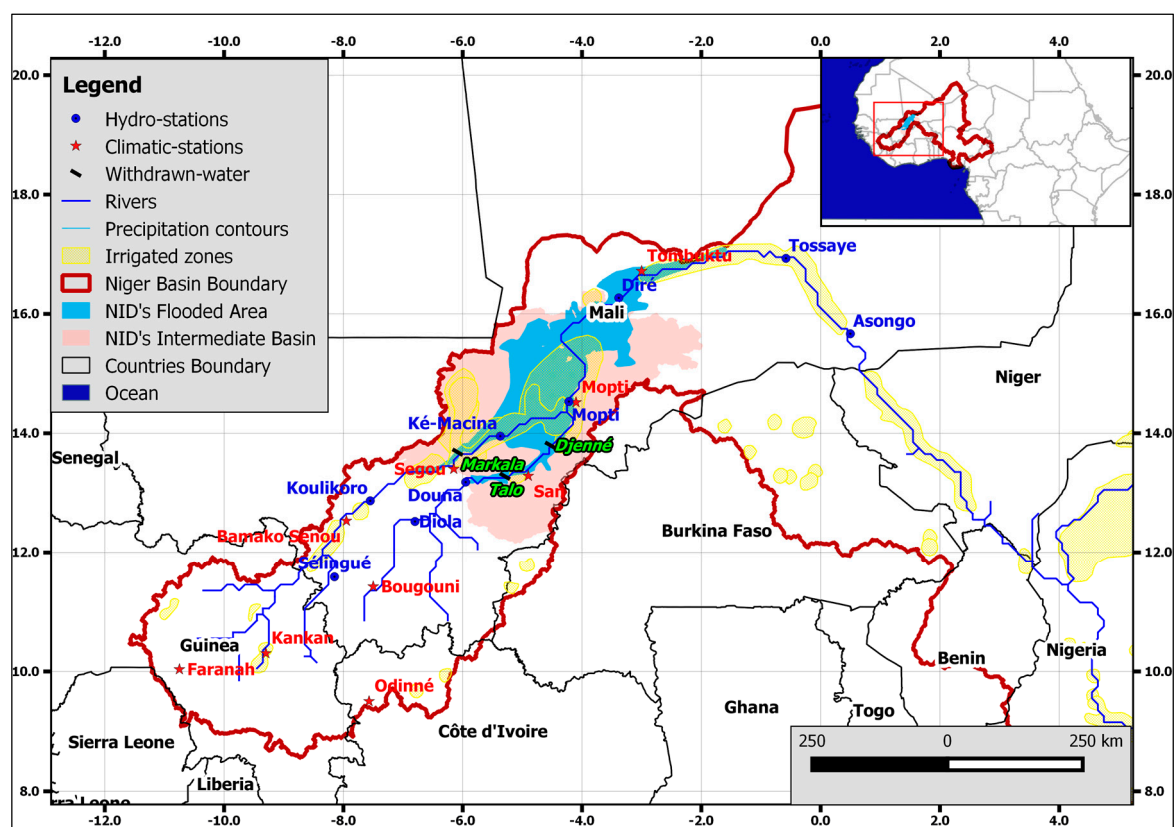 -12.0 -10.0 -8.0 -6.0 -4.0 -2.0 0.0 2.0 4.0
20.0 20.0
Legend
Hydro-stations
Climatic-stations
Withdrawn-water
Rivers
Precipitation contours
Irrigated zones
Niger Basin Boundary
NID's Flooded Area
NID's Intermediate Basin
Countries Boundary
Ocean
18.0 18.0
Tombuktu
Tossaye
Diré
16.0 16.0
Mali
Asongo
Niger
Mopti
Mopti
Ké-Macina
14.0 14.0
Djenné
Senegal
Segou
Markala
Koulikoro
Douna
Talo
San
Diola
Bamako Sénou
Burkina Faso
12.0 12.0
Sélingué
Bougouni
Guinea
Kankan
Benin
Nigeria
10.0 10.0
Faranah
Odinné
Ghana
Togo
Sierra Leone
Côte d'Ivoire
250 0 250 km
Liberia
8.0 8.0
rra Leone
-12.0 -10.0 -8.0 -6.0 -4.0 -2.0 0.0 2.0 4.0